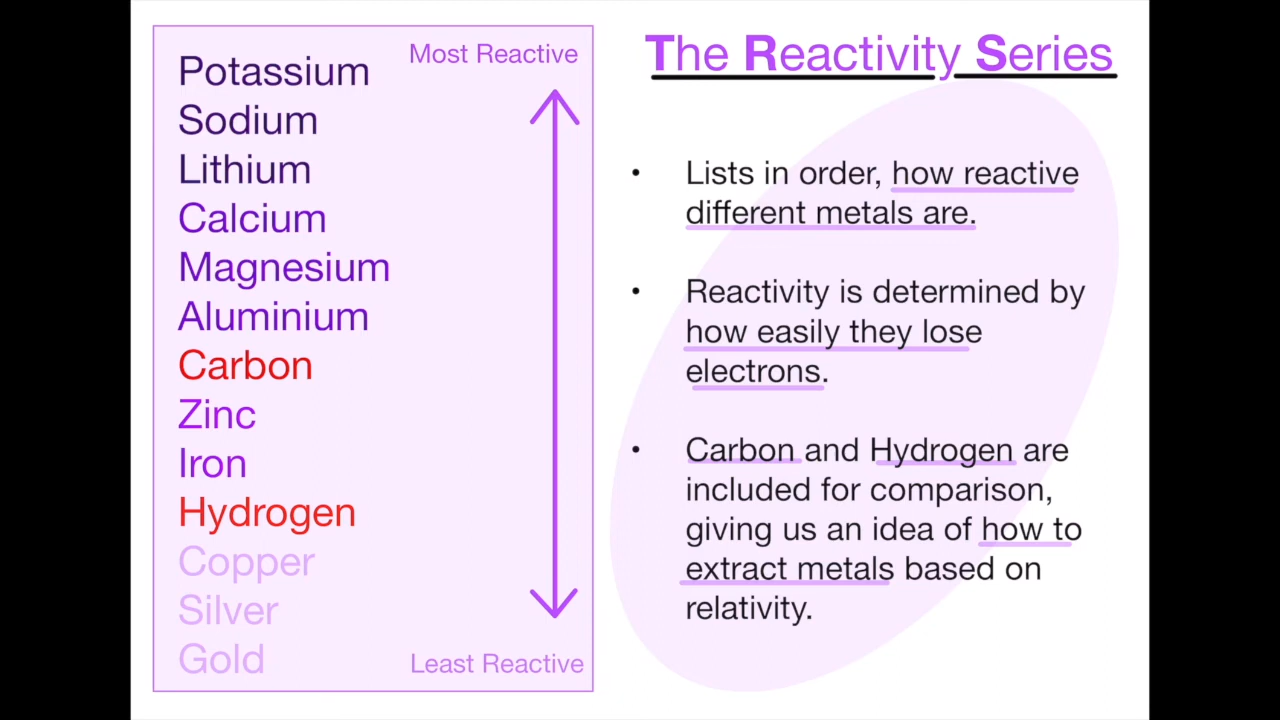 Most Reactive
Potassium
Sodium
Lithium
Calcium
Magnesium
Aluminium
Carbon
Zinc
Iron
Hydrogen
Copper
Silver
Gold
Least Reactive
The Reactivity Series
• Lists in order, how reactive
different metals are.
• Reactivity is determined by
how easily they lose
electrons.
• Carbon and Hydrogen are
included for comparison,
giving us an idea of how to
extract metals based on
relativity.